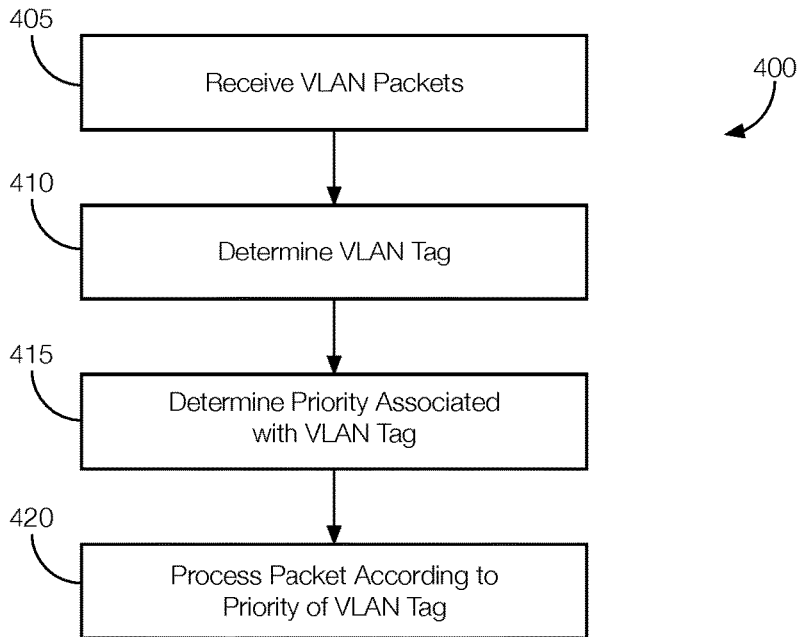 405
Receive VLAN Packets
400
410
Determine VLAN Tag
415
Determine Priority Associated
with VLAN Tag
420
Process Packet According to
Priority of VLAN Tag